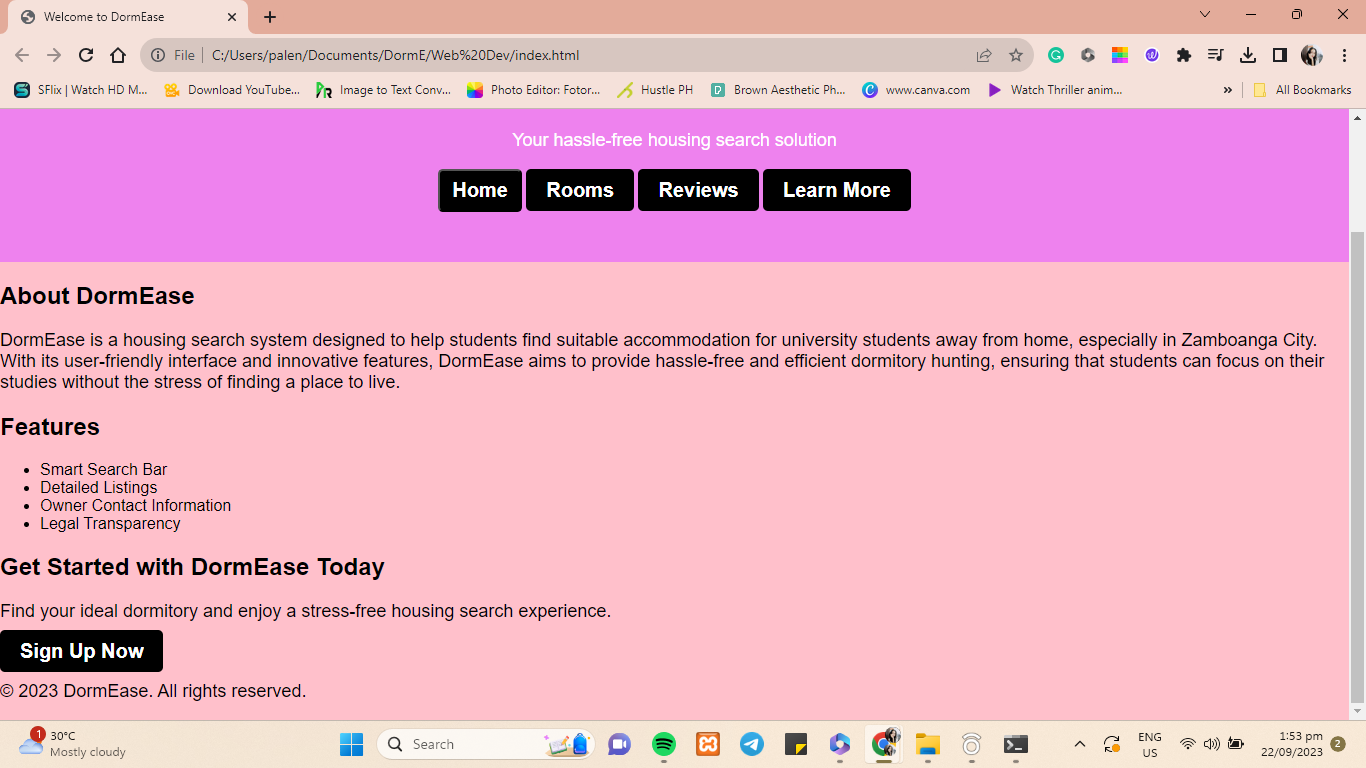 Welcome to DormEase
File
C:/Users/palen/Documents/DormE/Web%20Dev/index.html
SFlix | Watch HD M...
Download YouTube...
Image to Text Conv...
Photo Editor: Fotor...
Hustle PH
Brown Aesthetic Ph...
www.canva.com
Watch Thriller anim...
»
All Bookmarks
Your hassle-free housing search solution
Home
Rooms
Reviews
Learn More
About DormEase
DormEase is a housing search system designed to help students find suitable accommodation for university students away from home, especially in Zamboanga City.
With its user-friendly interface and innovative features, DormEase aims to provide hassle-free and efficient dormitory hunting, ensuring that students can focus on their
studies without the stress of finding a place to live.
Features
• Smart Search Bar
• Detailed Listings
• Owner Contact Information
• Legal Transparency
Get Started with DormEase Today
Find your ideal dormitory and enjoy a stress-free housing search experience.
Sign Up Now
© 2023 DormEase. All rights reserved.
1
30°C
Mostly cloudy
Search
ENG
US
1:53 pm
22/09/2023
2